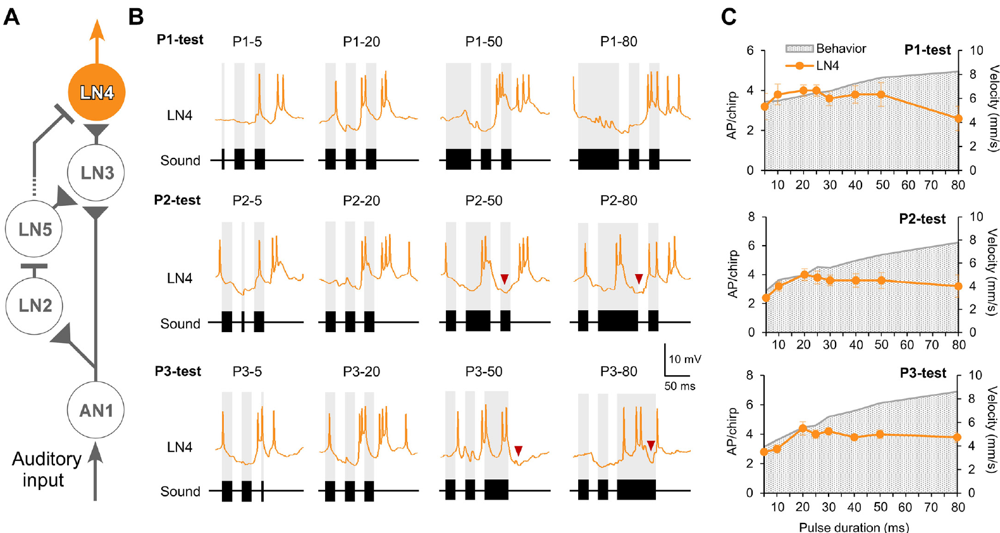 A
LN4
LN3
LN5
LN2
AN1
Auditory
input
B
P1-test
P1-5
P1-20
P1-50
P1-80
LN4
Sound
P2-test
P2-5
P2-20
P2-50
P2-80
LN4
Sound
10 mV
50 ms
P3-test
P3-5
P3-20
P3-50
P3-80
LN4
Sound
C
P1-test
Behavior
LN4
AP/chirp
6
4
2
0
10
8
6
4
2
0
Velocity (mm/s)
10 20 30 40 50 60 70 80
P2-test
AP/chirp
8
6
4
2
0
10
8
6
4
2
0
Velocity (mm/s)
10 20 30 40 50 60 70 80
P3-test
AP/chirp
8
6
4
2
0
10
8
6
4
2
0
Velocity (mm/s)
10 20 30 40 50 60 70 80
Pulse duration (ms)